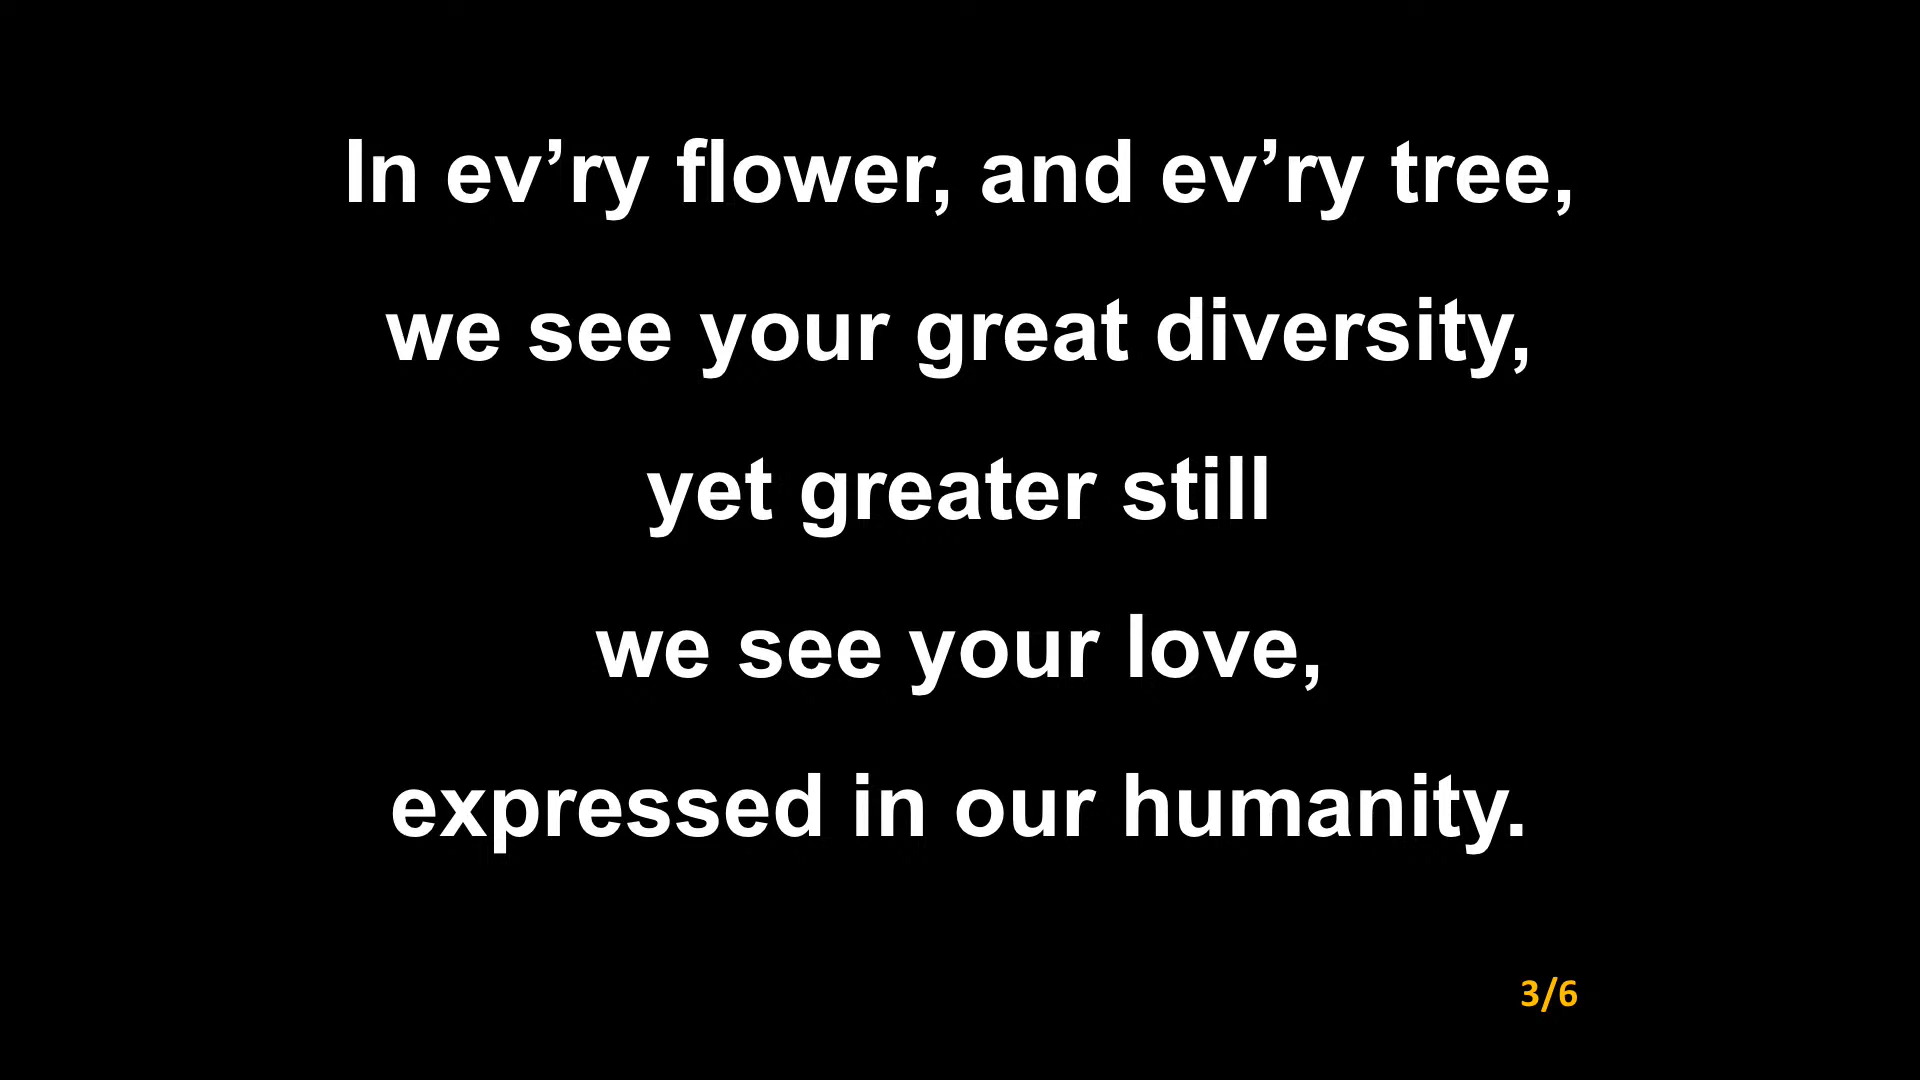 In ev’ry flower, and ev’ry tree,
we see your great diversity,
yet greater still
we see your love,
expressed in our humanity.
3/6